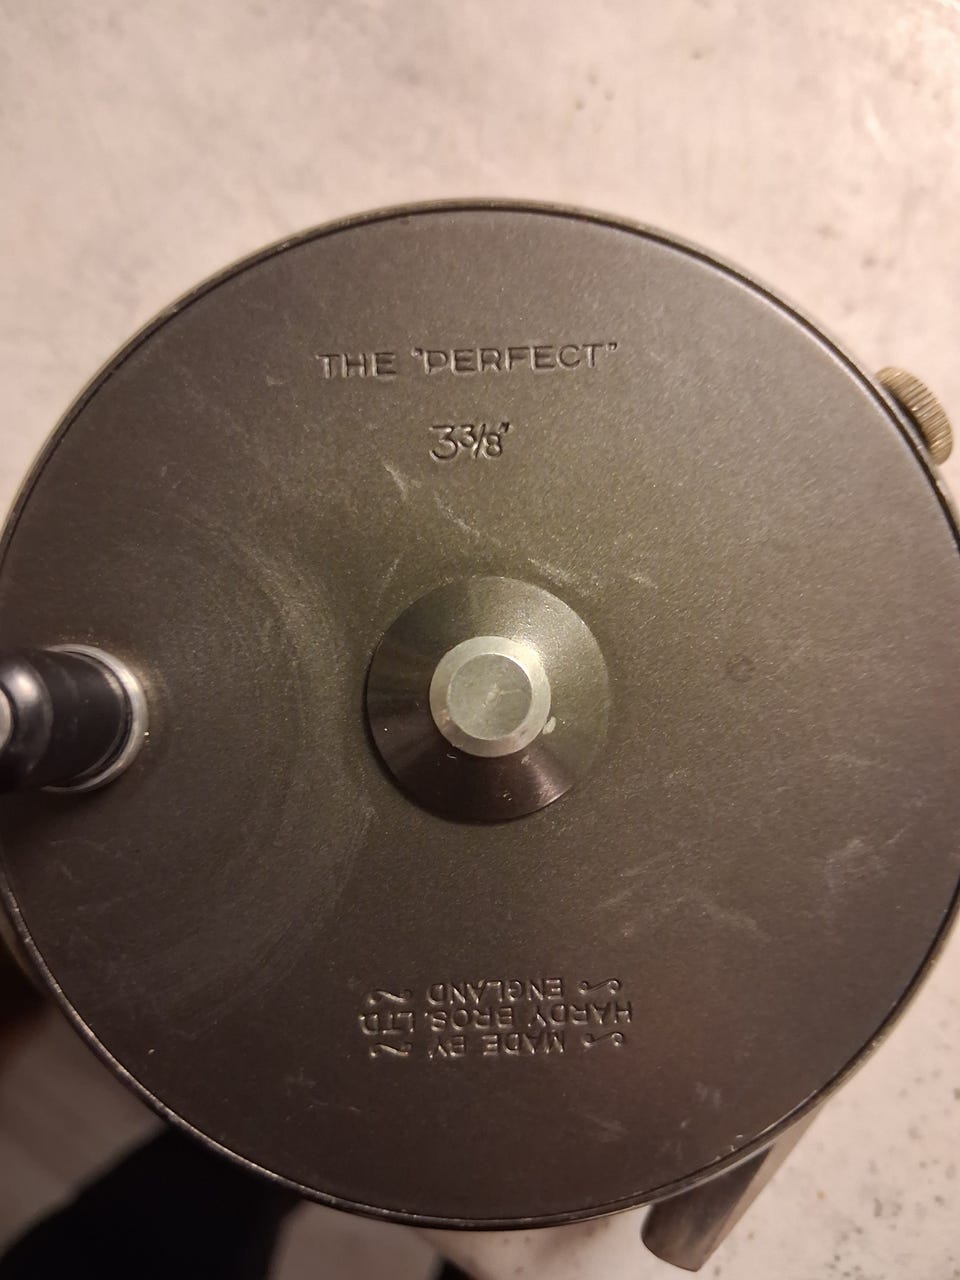 THE "PERFECT"
3 3/8"
MADE BY
HARDY BROS. LTD.
ENGLAND